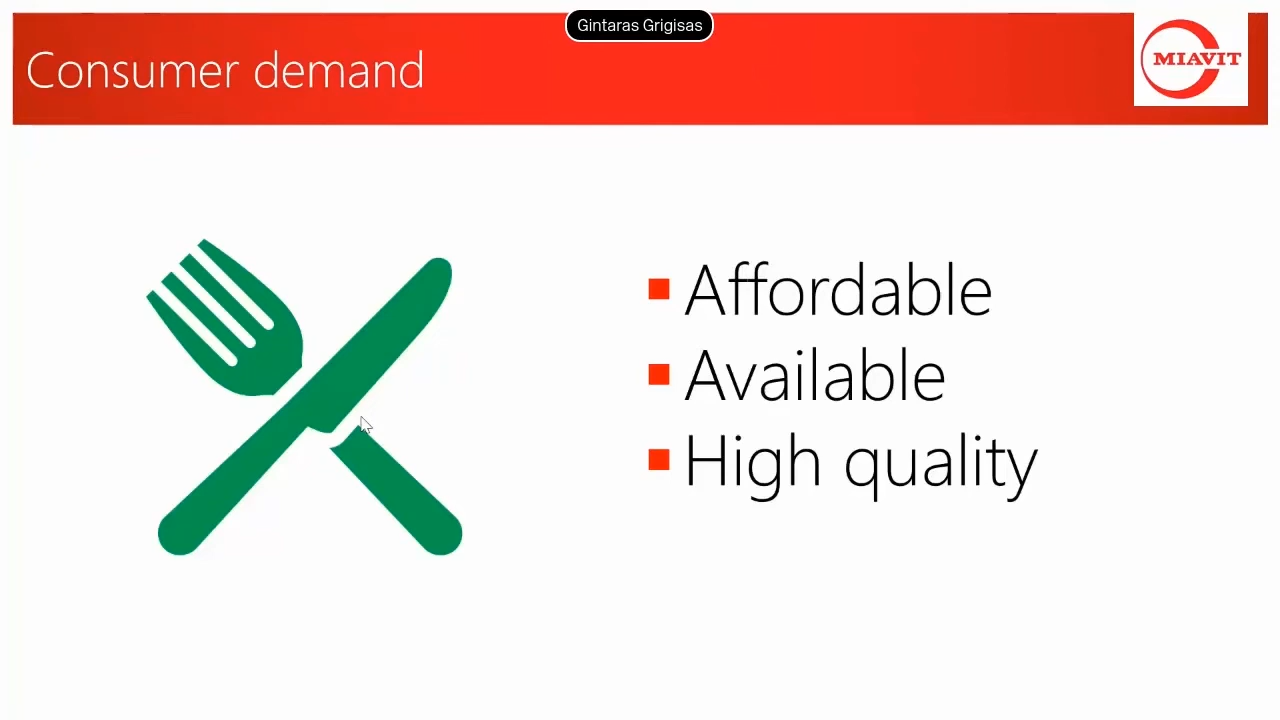 Gintaras Grigisas
Consumer demand
MIAVIT
Affordable
Available
High quality